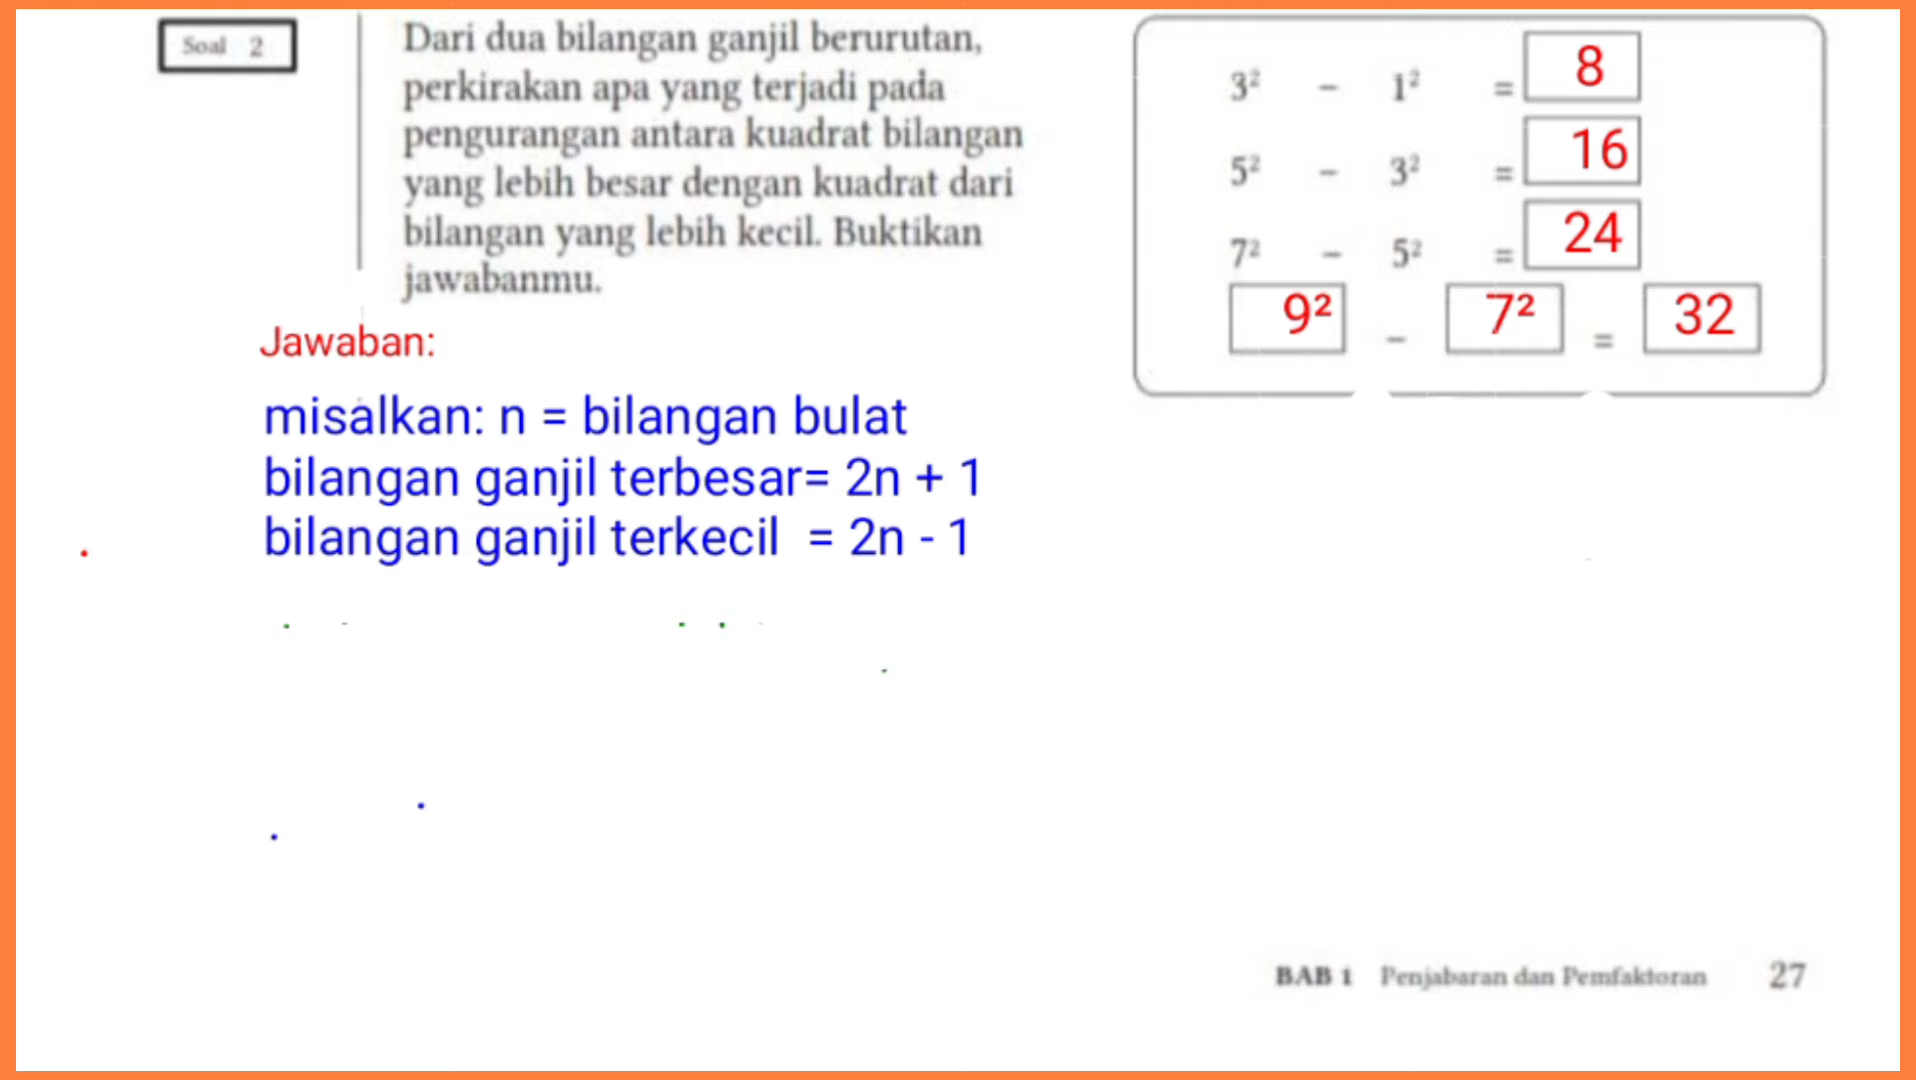 Soal 2
Dari dua bilangan ganjil berurutan,
perkirakan apa yang terjadi pada
pengurangan antara kuadrat bilangan
yang lebih besar dengan kuadrat dari
bilangan yang lebih kecil. Buktikan
jawabanmu.
3² - 1² = 8
5² - 3² = 16
7² - 5² = 24
9² - 7² = 32
Jawaban:
misalkan: n = bilangan bulat
bilangan ganjil terbesar= 2n + 1
bilangan ganjil terkecil = 2n - 1
BAB 1 Penjabaran dan Pemfaktoran 27